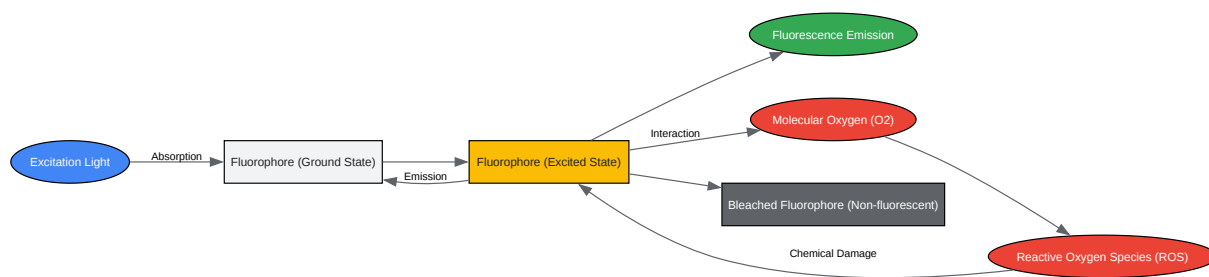 Fluorescence Emission
Molecular Oxygen (O2)
Interaction
Excitation Light
Absorption
Fluorophore (Ground State)
Fluorophore (Excited State)
Emission
Bleached Fluorophore (Non-fluorescent)
Chemical Damage
Reactive Oxygen Species (ROS)